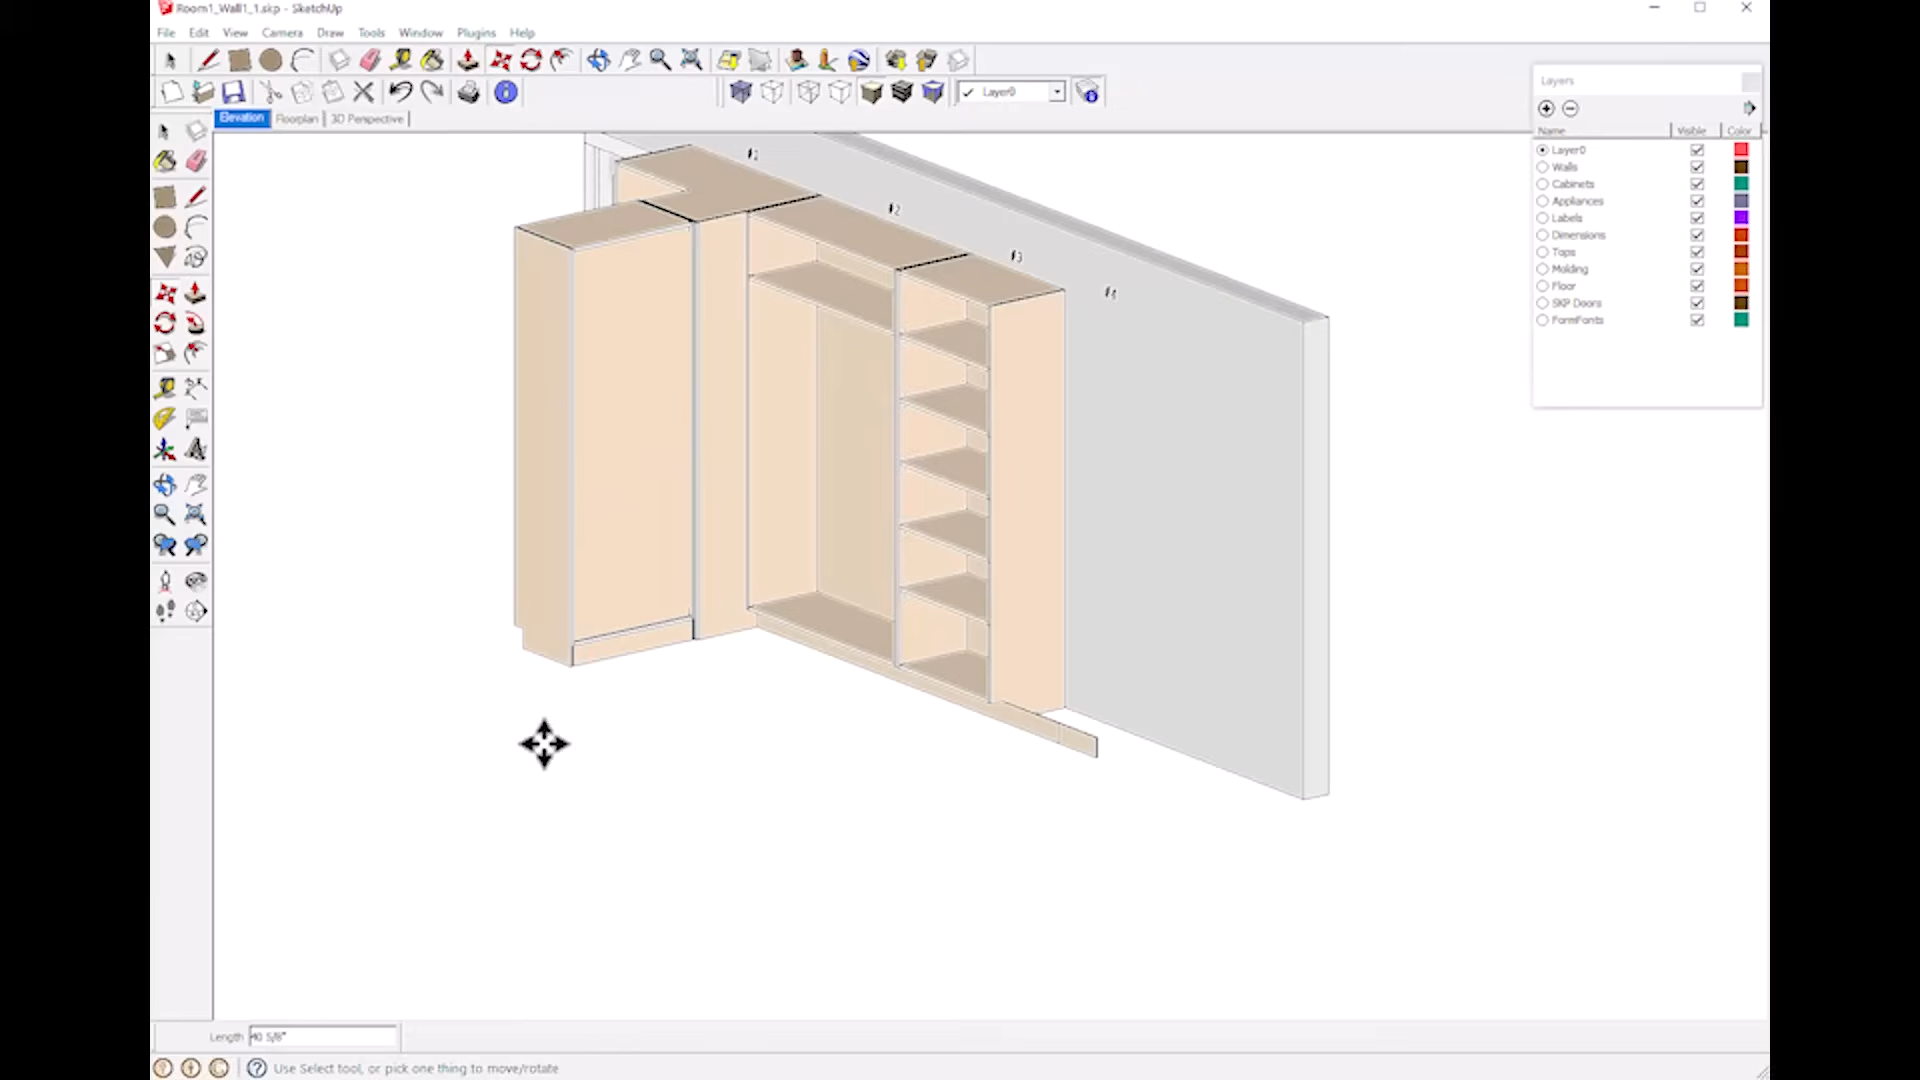 Room1_Wall1_1.skp - SketchUp
File Edit View Camera Draw Tools Window Plugins Help
Layer0
Elevation Floorplan 3D Perspective
Layers
Name Visible Color
Layer0
Walls
Cabinets
Appliances
Labels
Dimensions
Tops
Molding
Floor
SKP Doors
FormFonts
#2
#3
Length 40 5/8"
Use Select tool, or pick one thing to move/rotate